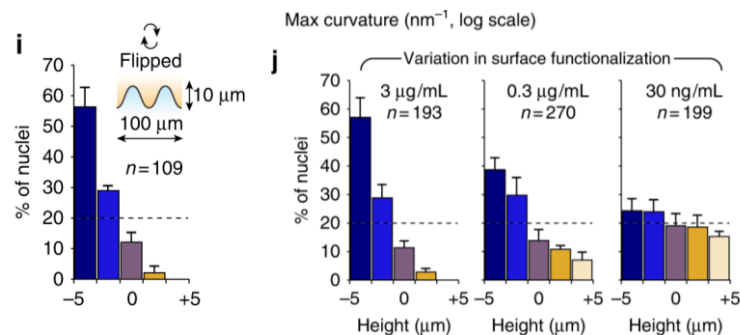 Max curvature (nm⁻¹, log scale)
i
Flipped
10 μm
100 μm
n=109
% of nuclei
70
60
50
40
30
20
10
0
−5 0 +5
Height (μm)
j
Variation in surface functionalization
3 μg/mL
n=193
0.3 μg/mL
n=270
30 ng/mL
n=199
% of nuclei
70
60
50
40
30
20
10
0
−5 0 +5
−5 0 +5
−5 0 +5
Height (μm) Height (μm) Height (μm)